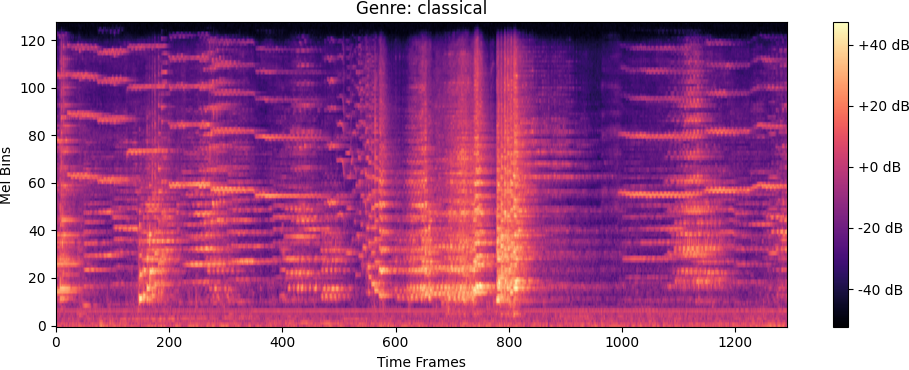 Genre: classical
Mel Bins
120
100
80
60
40
20
0
0 200 400 600 800 1000 1200
Time Frames
+40 dB
+20 dB
+0 dB
-20 dB
-40 dB